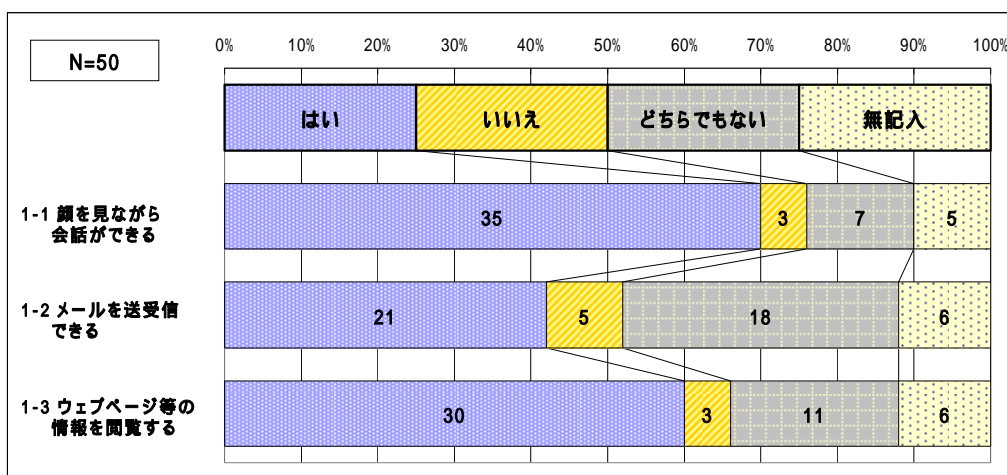 N=50
0% 10% 20% 30% 40% 50% 60% 70% 80% 90% 100%
はい いいえ どちらでもない 無記入
1-1 顔を見ながら
会話ができる
35 3 7 5
1-2 メールを送受信
できる
21 5 18 6
1-3 ウェブページ等の
情報を閲覧する
30 3 11 6